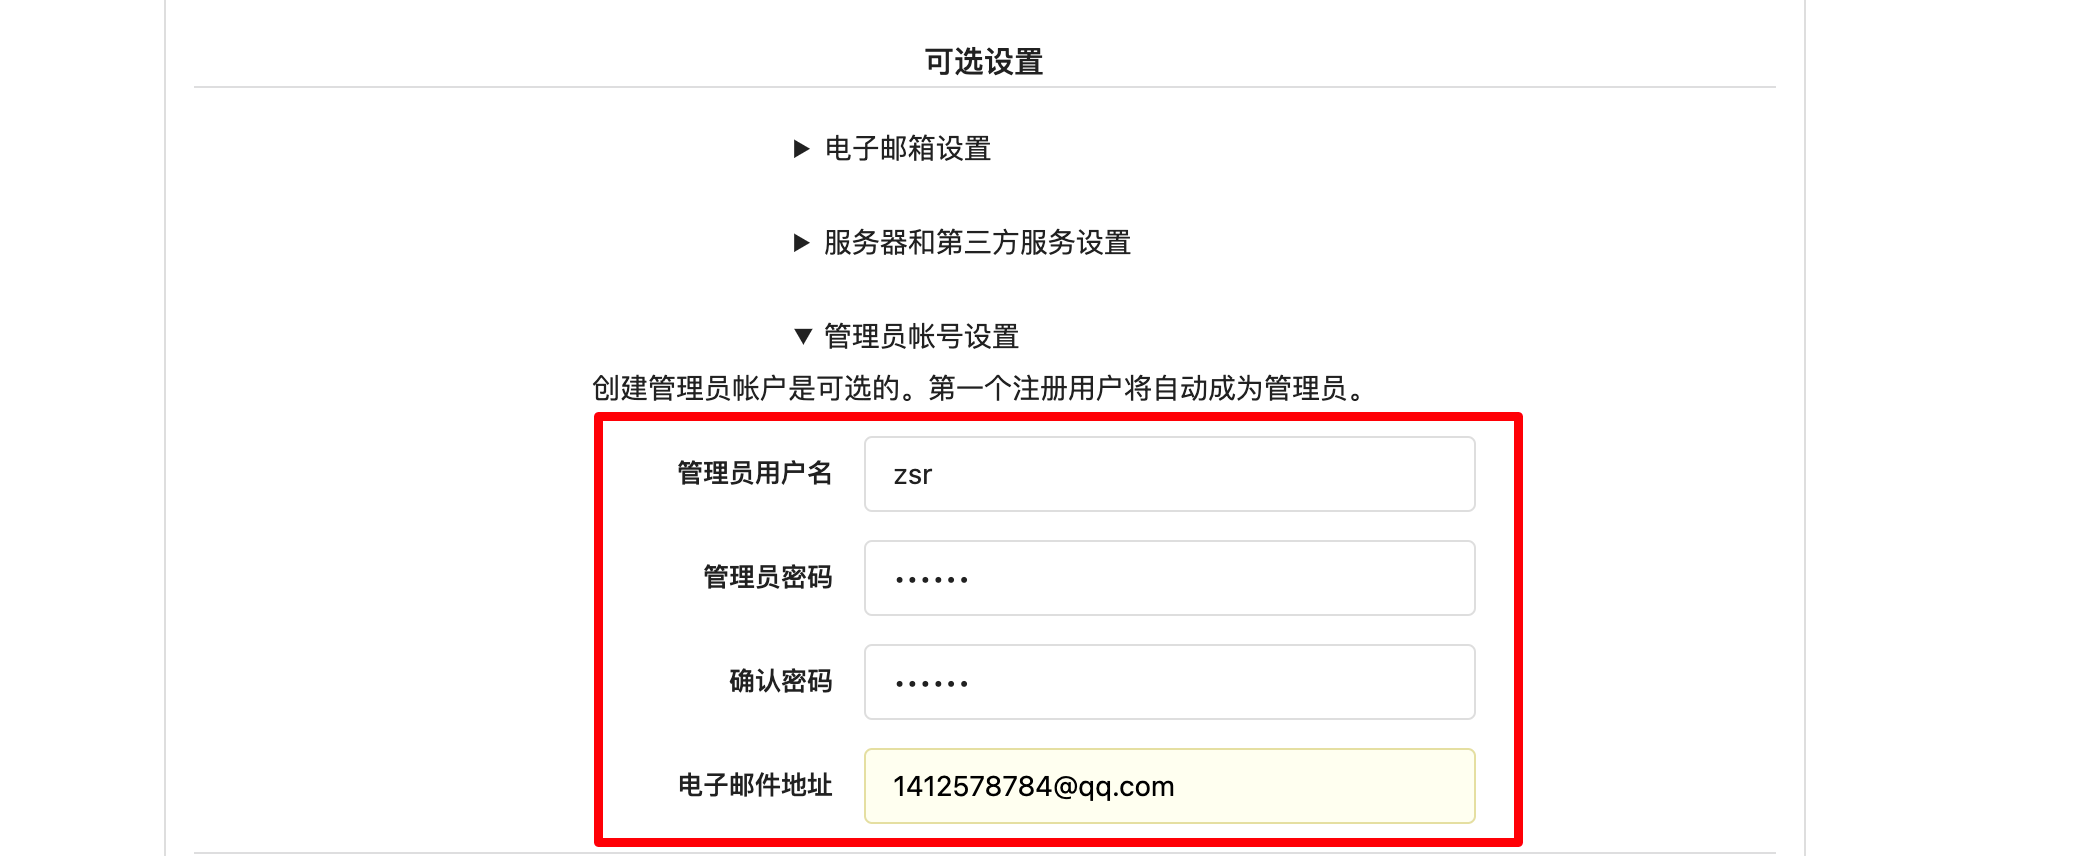 可选设置
▶ 电子邮箱设置
▶ 服务器和第三方服务设置
▼ 管理员帐号设置
创建管理员帐户是可选的。第一个注册用户将自动成为管理员。
管理员用户名 zsr
管理员密码 ••••••
确认密码 ••••••
电子邮件地址 1412578784@qq.com